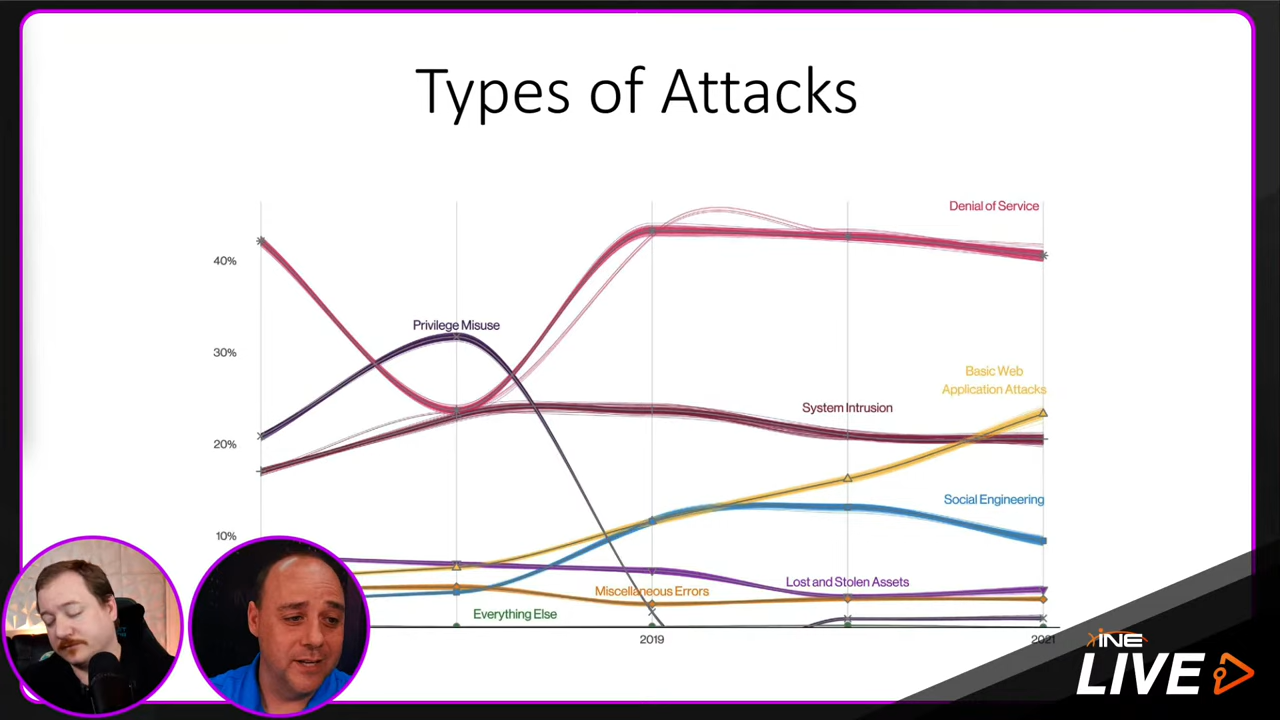 Types of Attacks
Denial of Service
40%
Privilege Misuse
30%
Basic Web
Application Attacks
System Intrusion
20%
Social Engineering
10%
Lost and Stolen Assets
Miscellaneous Errors
Everything Else
2019
2021
INE
LIVE